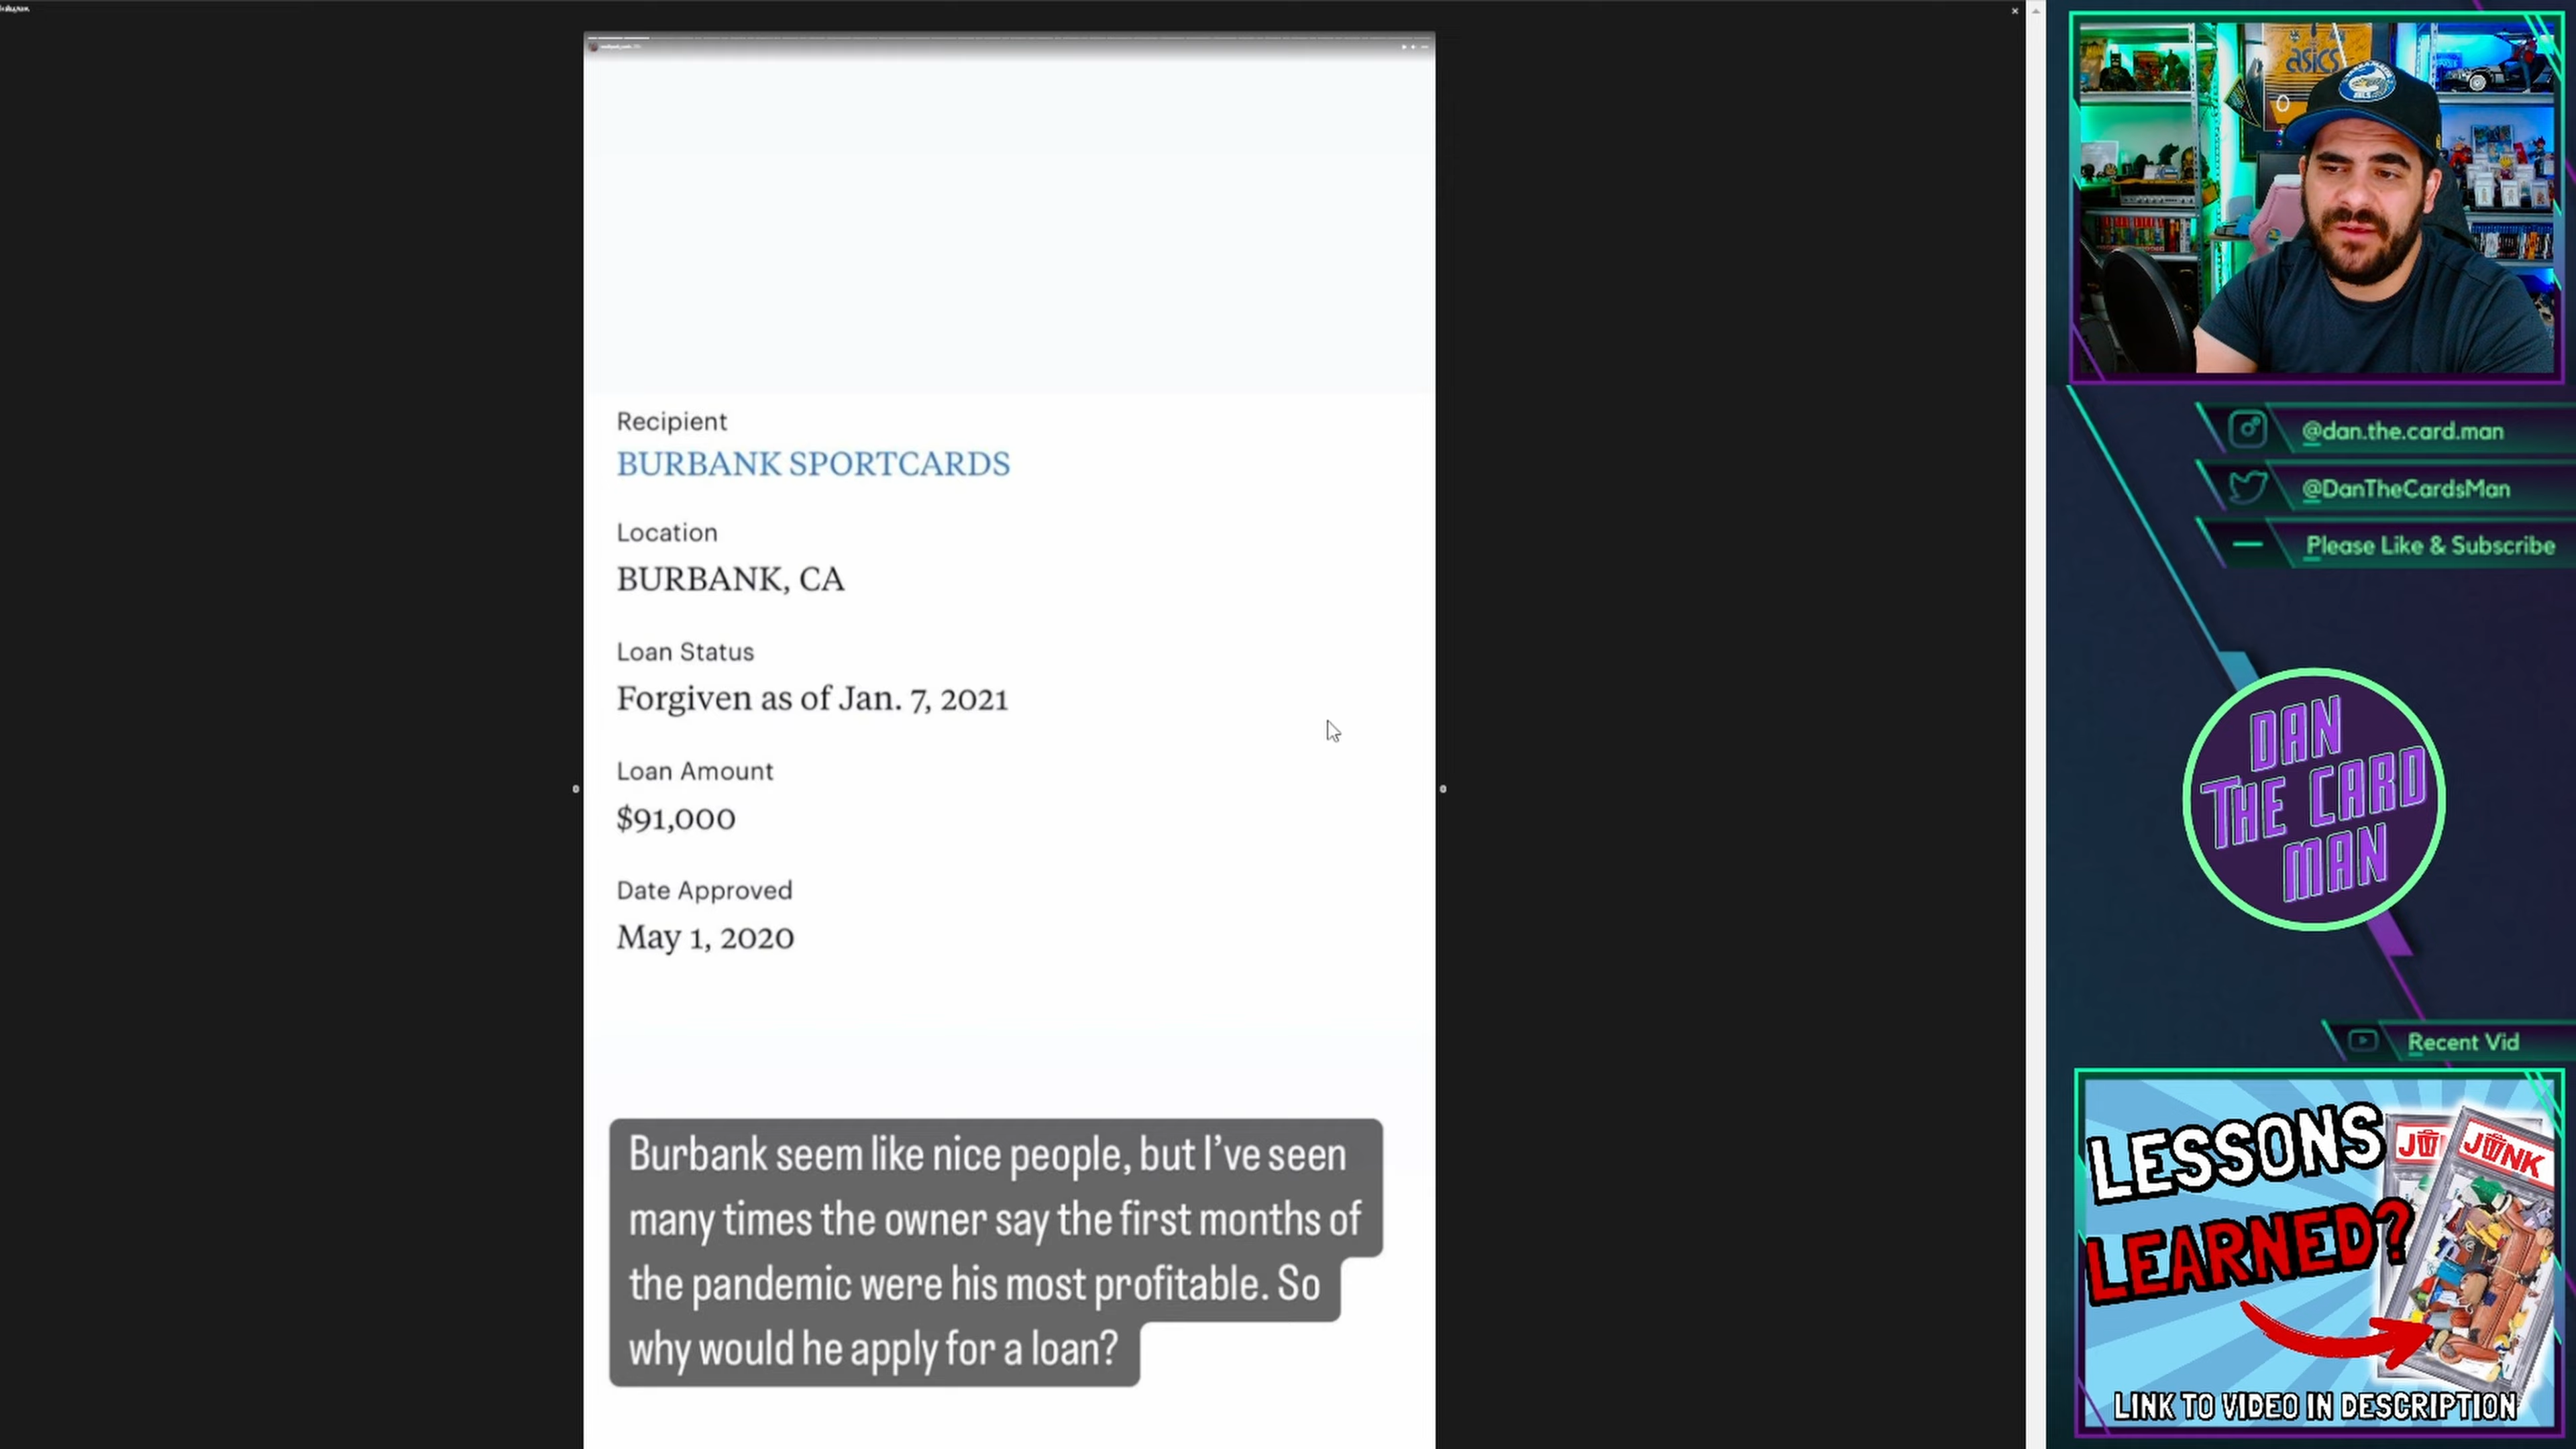 Recipient
BURBANK SPORTCARDS
Location
BURBANK, CA
Loan Status
Forgiven as of Jan. 7, 2021
Loan Amount
$91,000
Date Approved
May 1, 2020
Burbank seem like nice people, but I've seen
many times the owner say the first months of
the pandemic were his most profitable. So
why would he apply for a loan?
asics
@dan.the.card.man
@DanTheCardsMan
Please Like & Subscribe
DAN
THE CARD
MAN
Recent Vid
LESSONS
LEARNED?
JUNK
LINK TO VIDEO IN DESCRIPTION